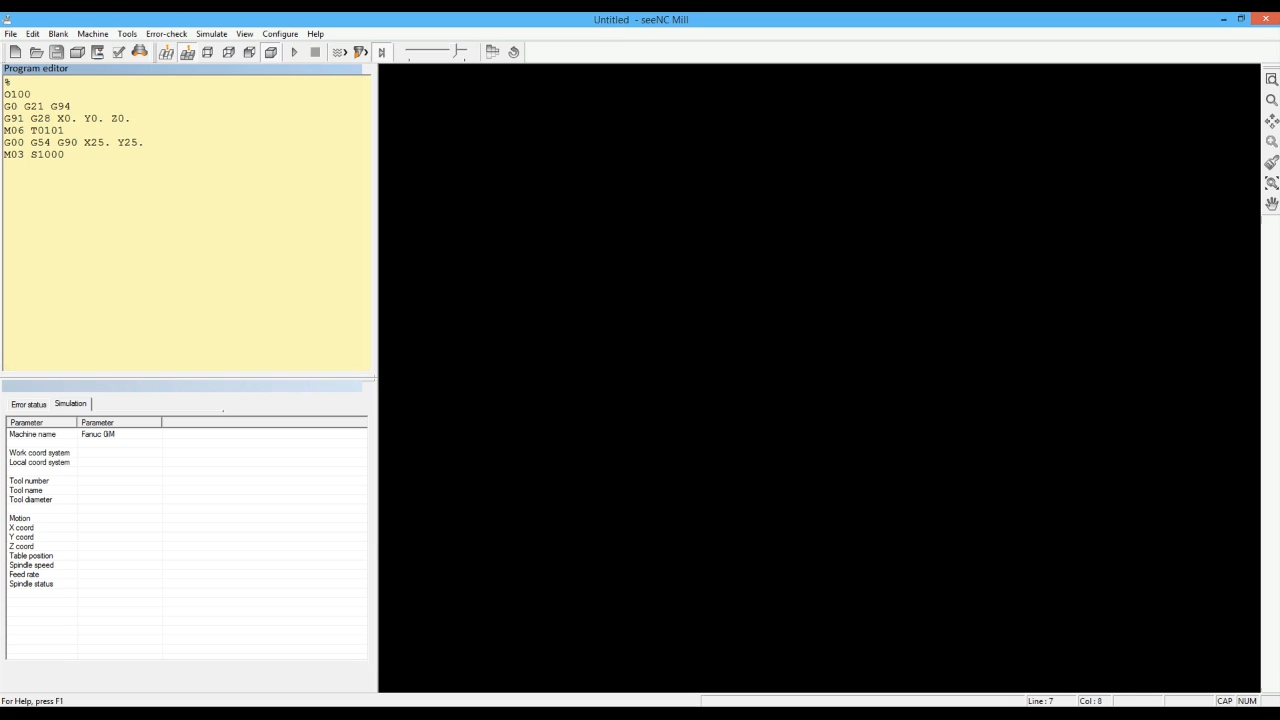 Untitled - seeNC Mill
File Edit Blank Machine Tools Error-check Simulate View Configure Help
Program editor
%
O100
G0 G21 G94
G91 G28 X0. Y0. Z0.
M06 T0101
G00 G54 G90 X25. Y25.
M03 S1000
Error status Simulation
Parameter Parameter
Machine name Fanuc 0iM
Work coord system
Local coord system
Tool number
Tool name
Tool diameter
Motion
X coord
Y coord
Z coord
Table position
Spindle speed
Feed rate
Spindle status
For Help, press F1 Line : 7 Col : 8 CAP NUM